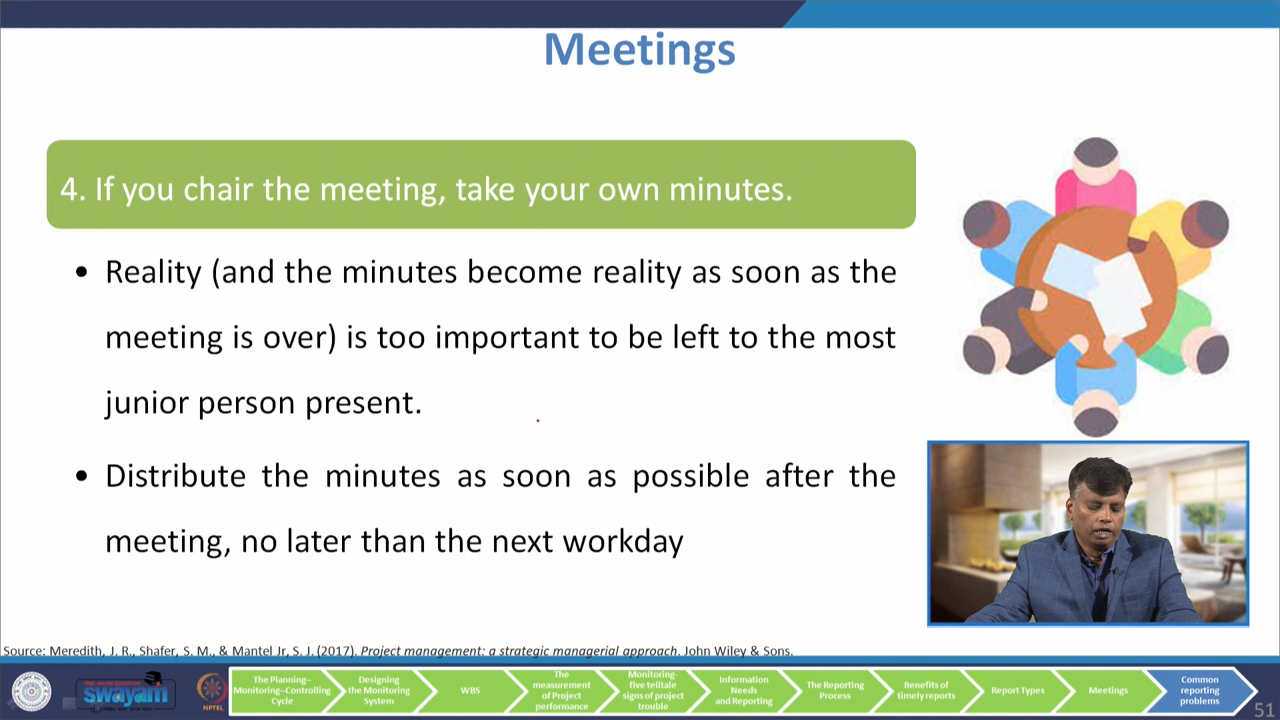 Meetings
4. If you chair the meeting, take your own minutes.
• Reality (and the minutes become reality as soon as the
meeting is over) is too important to be left to the most
junior person present.
• Distribute the minutes as soon as possible after the
meeting, no later than the next workday
Source: Meredith, J. R., Shafer, S. M., & Mantel Jr, S. J. (2017). Project management: a strategic managerial approach. John Wiley & Sons.
swayam
NPTEL
The Planning–
Monitoring–Controlling
Cycle
Designing
the Monitoring
System
WBS
The
measurement
of Project
performance
Monitoring-
five telltale
signs of project
trouble
Information
Needs
and Reporting
The Reporting
Process
Benefits of
timely reports
Report Types
Meetings
Common
reporting
problems
51